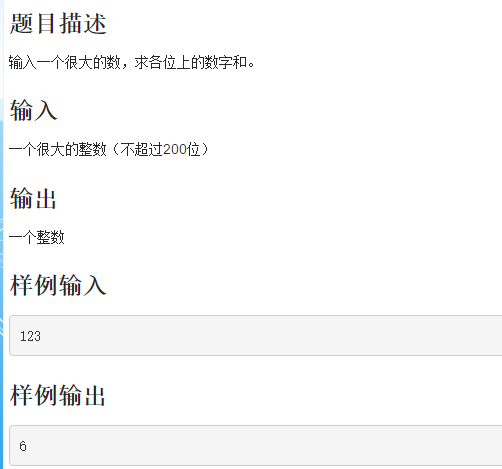 题目描述
输入一个很大的数，求各位上的数字和。
输入
一个很大的整数（不超过200位）
输出
一个整数
样例输入
123
样例输出
6